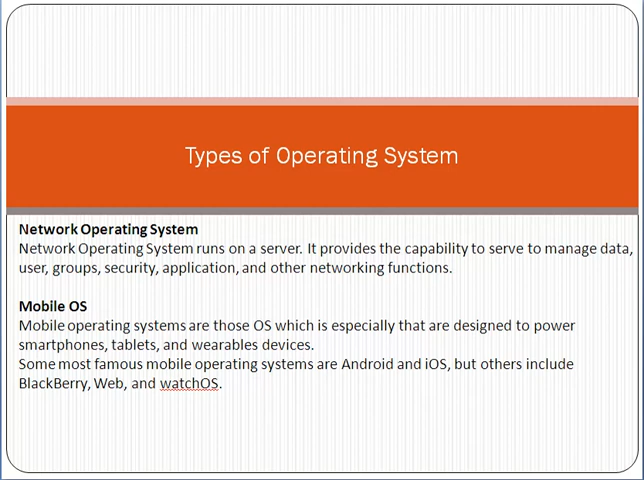 Types of Operating System
Network Operating System
Network Operating System runs on a server. It provides the capability to serve to manage data,
user, groups, security, application, and other networking functions.
Mobile OS
Mobile operating systems are those OS which is especially that are designed to power
smartphones, tablets, and wearables devices.
Some most famous mobile operating systems are Android and iOS, but others include
BlackBerry, Web, and watchOS.